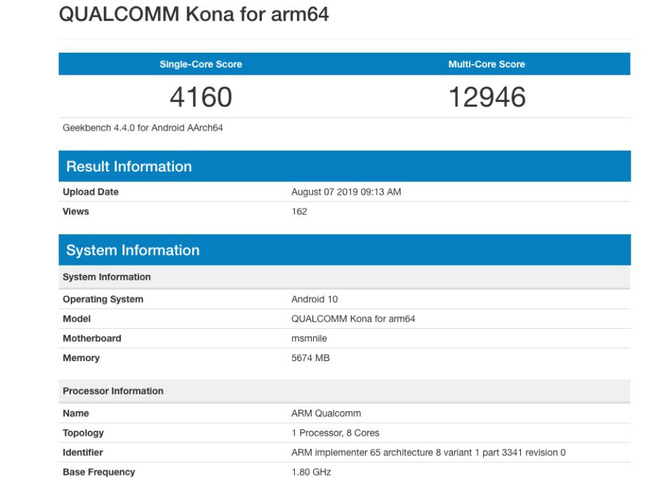 QUALCOMM Kona for arm64
Single-Core Score Multi-Core Score
4160 12946
Geekbench 4.4.0 for Android AArch64
Result Information
Upload Date August 07 2019 09:13 AM
Views 162
System Information
System Information
Operating System Android 10
Model QUALCOMM Kona for arm64
Motherboard msmnile
Memory 5674 MB
Processor Information
Name ARM Qualcomm
Topology 1 Processor, 8 Cores
Identifier ARM implementer 65 architecture 8 variant 1 part 3341 revision 0
Base Frequency 1.80 GHz